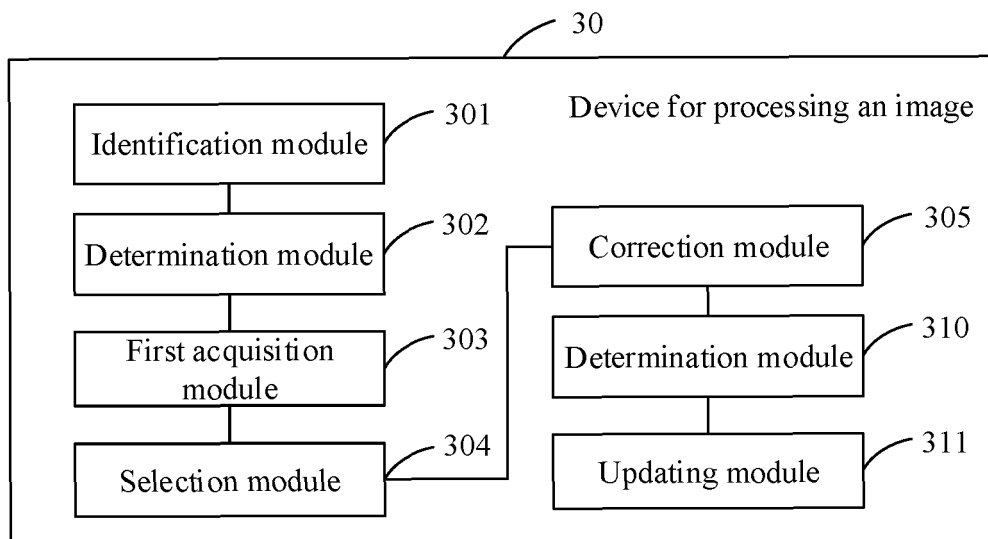 30
Device for processing an image
301
Identification module
302
Determination module
303
First acquisition
module
304
Selection module
305
Correction module
310
Determination module
311
Updating module